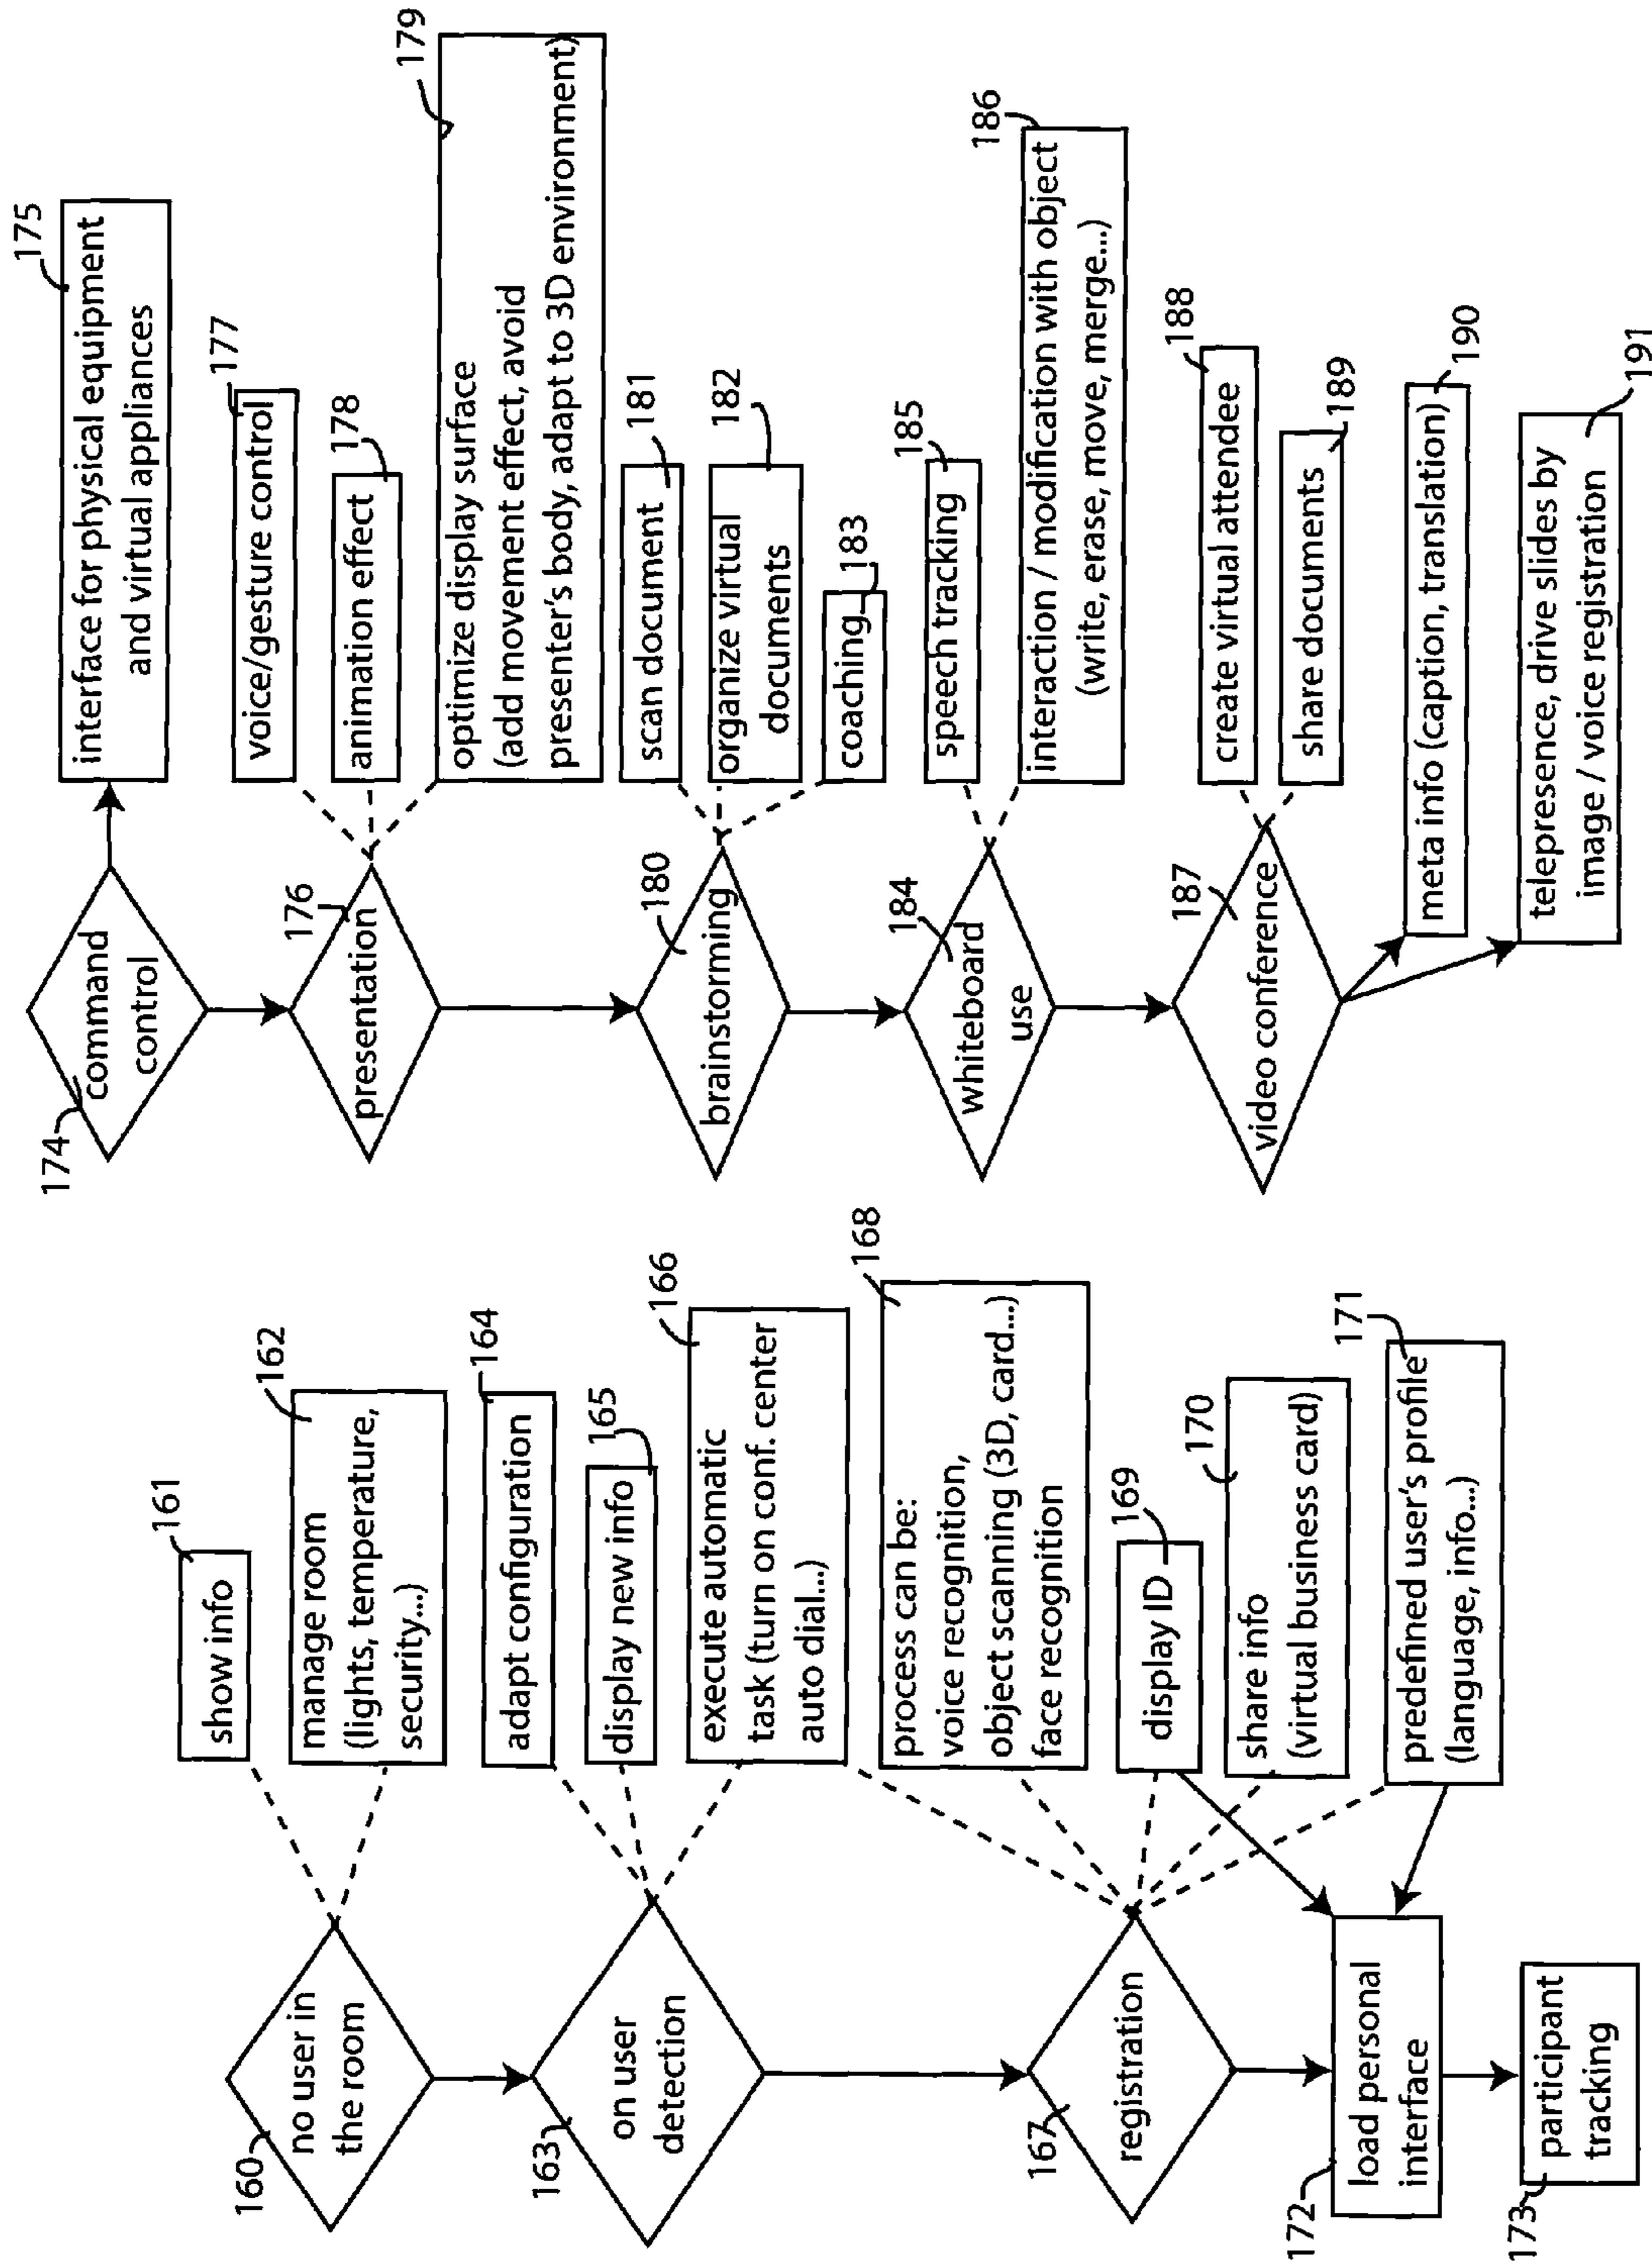 160
no user in
the room
161
show info
162
manage room
(lights, temperature,
security...)
163
on user
detection
164
adapt configuration
165
display new info
166
execute automatic
task (turn on conf. center
auto dial...)
167
registration
168
process can be:
voice recognition,
object scanning (3D, card...)
face recognition
169
display ID
170
share info
(virtual business card)
171
predefined user's profile
(language, info...)
172
load personal
interface
173
participant
tracking
174
command
control
175
interface for physical equipment
and virtual appliances
176
presentation
177
voice/gesture control
178
animation effect
179
optimize display surface
(add movement effect, avoid
presenter's body, adapt to 3D environment)
180
brainstorming
181
scan document
182
organize virtual
documents
183
coaching
184
whiteboard
use
185
speech tracking
186
interaction / modification with object
(write, erase, move, merge...)
187
video conference
188
create virtual attendee
189
share documents
190
meta info (caption, translation)
191
telepresence, drive slides by
image / voice registration